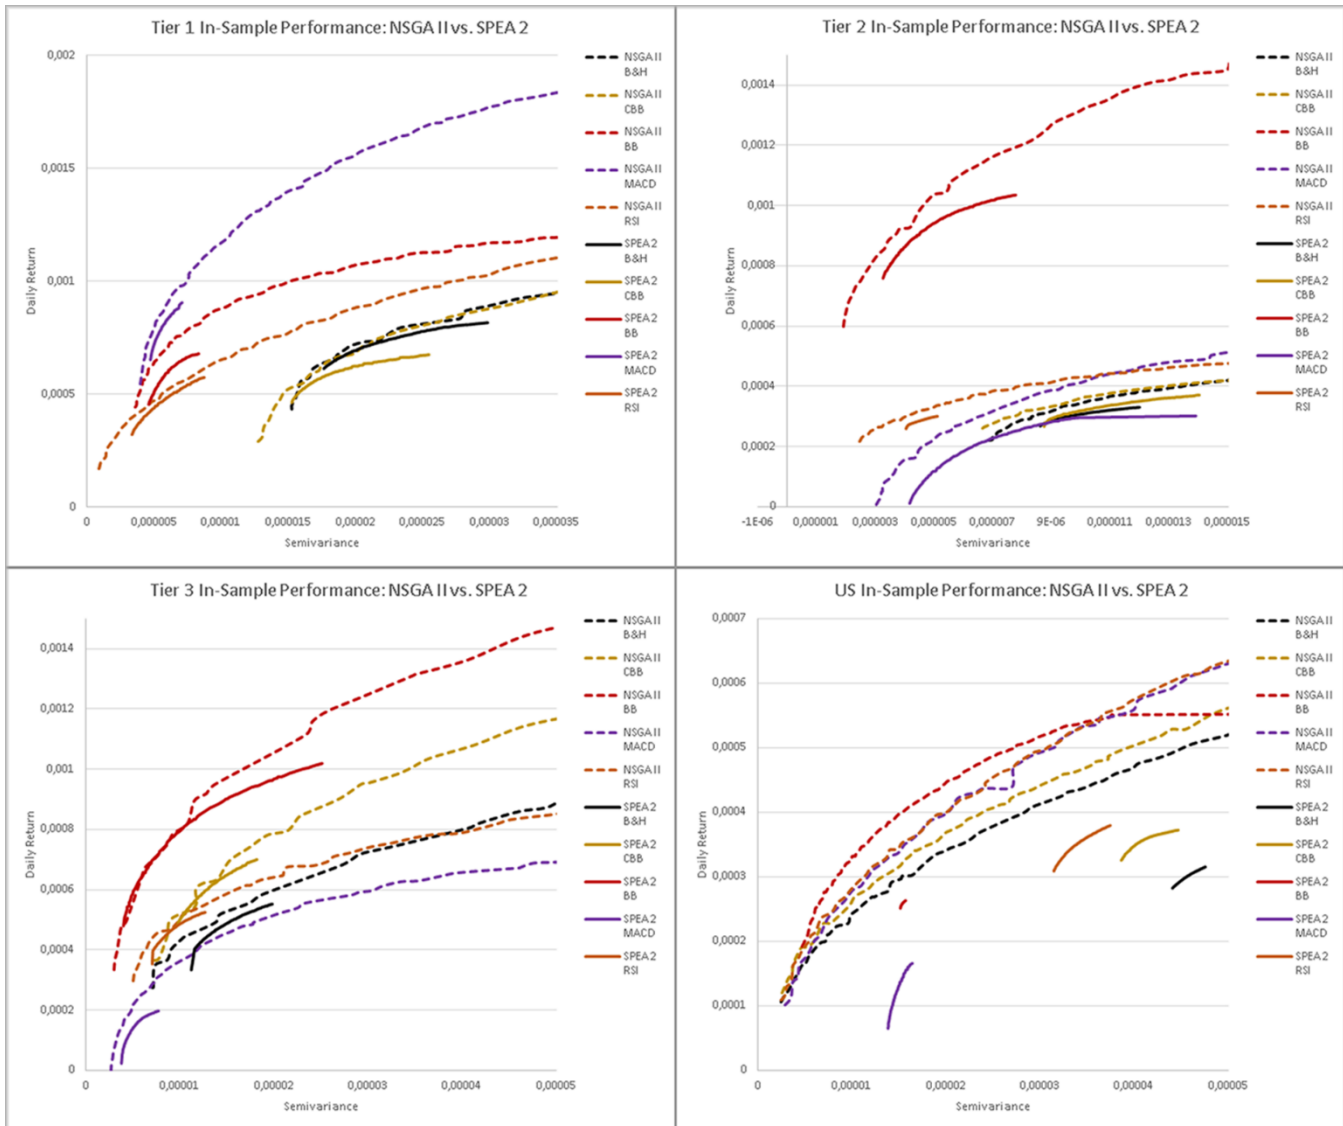 Tier 1 In-Sample Performance: NSGA II vs. SPEA 2
0,002
0,0015
0,001
0,0005
0
Daily Return
0
0,000005
0,00001
0,000015
0,00002
0,000025
0,00003
0,000035
Semivariance
NSGA II
B&H
NSGA II
CBB
NSGA II
BB
NSGA II
MACD
NSGA II
RSI
SPEA 2
B&H
SPEA 2
CBB
SPEA 2
BB
SPEA 2
MACD
SPEA 2
RSI
Tier 2 In-Sample Performance: NSGA II vs. SPEA 2
0,0014
0,0012
0,001
0,0008
0,0006
0,0004
0,0002
0
Daily Return
-1E-06
0,000001
0,000003
0,000005
0,000007
9E-06
0,000011
0,000013
0,000015
Semivariance
NSGA II
B&H
NSGA II
CBB
NSGA II
BB
NSGA II
MACD
NSGA II
RSI
SPEA 2
B&H
SPEA 2
CBB
SPEA 2
BB
SPEA 2
MACD
SPEA 2
RSI
Tier 3 In-Sample Performance: NSGA II vs. SPEA 2
0,0014
0,0012
0,001
0,0008
0,0006
0,0004
0,0002
0
Daily Return
0
0,00001
0,00002
0,00003
0,00004
0,00005
Semivariance
NSGA II
B&H
NSGA II
CBB
NSGA II
BB
NSGA II
MACD
NSGA II
RSI
SPEA 2
B&H
SPEA 2
CBB
SPEA 2
BB
SPEA 2
MACD
SPEA 2
RSI
US In-Sample Performance: NSGA II vs. SPEA 2
0,0007
0,0006
0,0005
0,0004
0,0003
0,0002
0,0001
0
Daily Return
0
0,00001
0,00002
0,00003
0,00004
0,00005
Semivariance
NSGA II
B&H
NSGA II
CBB
NSGA II
BB
NSGA II
MACD
NSGA II
RSI
SPEA 2
B&H
SPEA 2
CBB
SPEA 2
BB
SPEA 2
MACD
SPEA 2
RSI